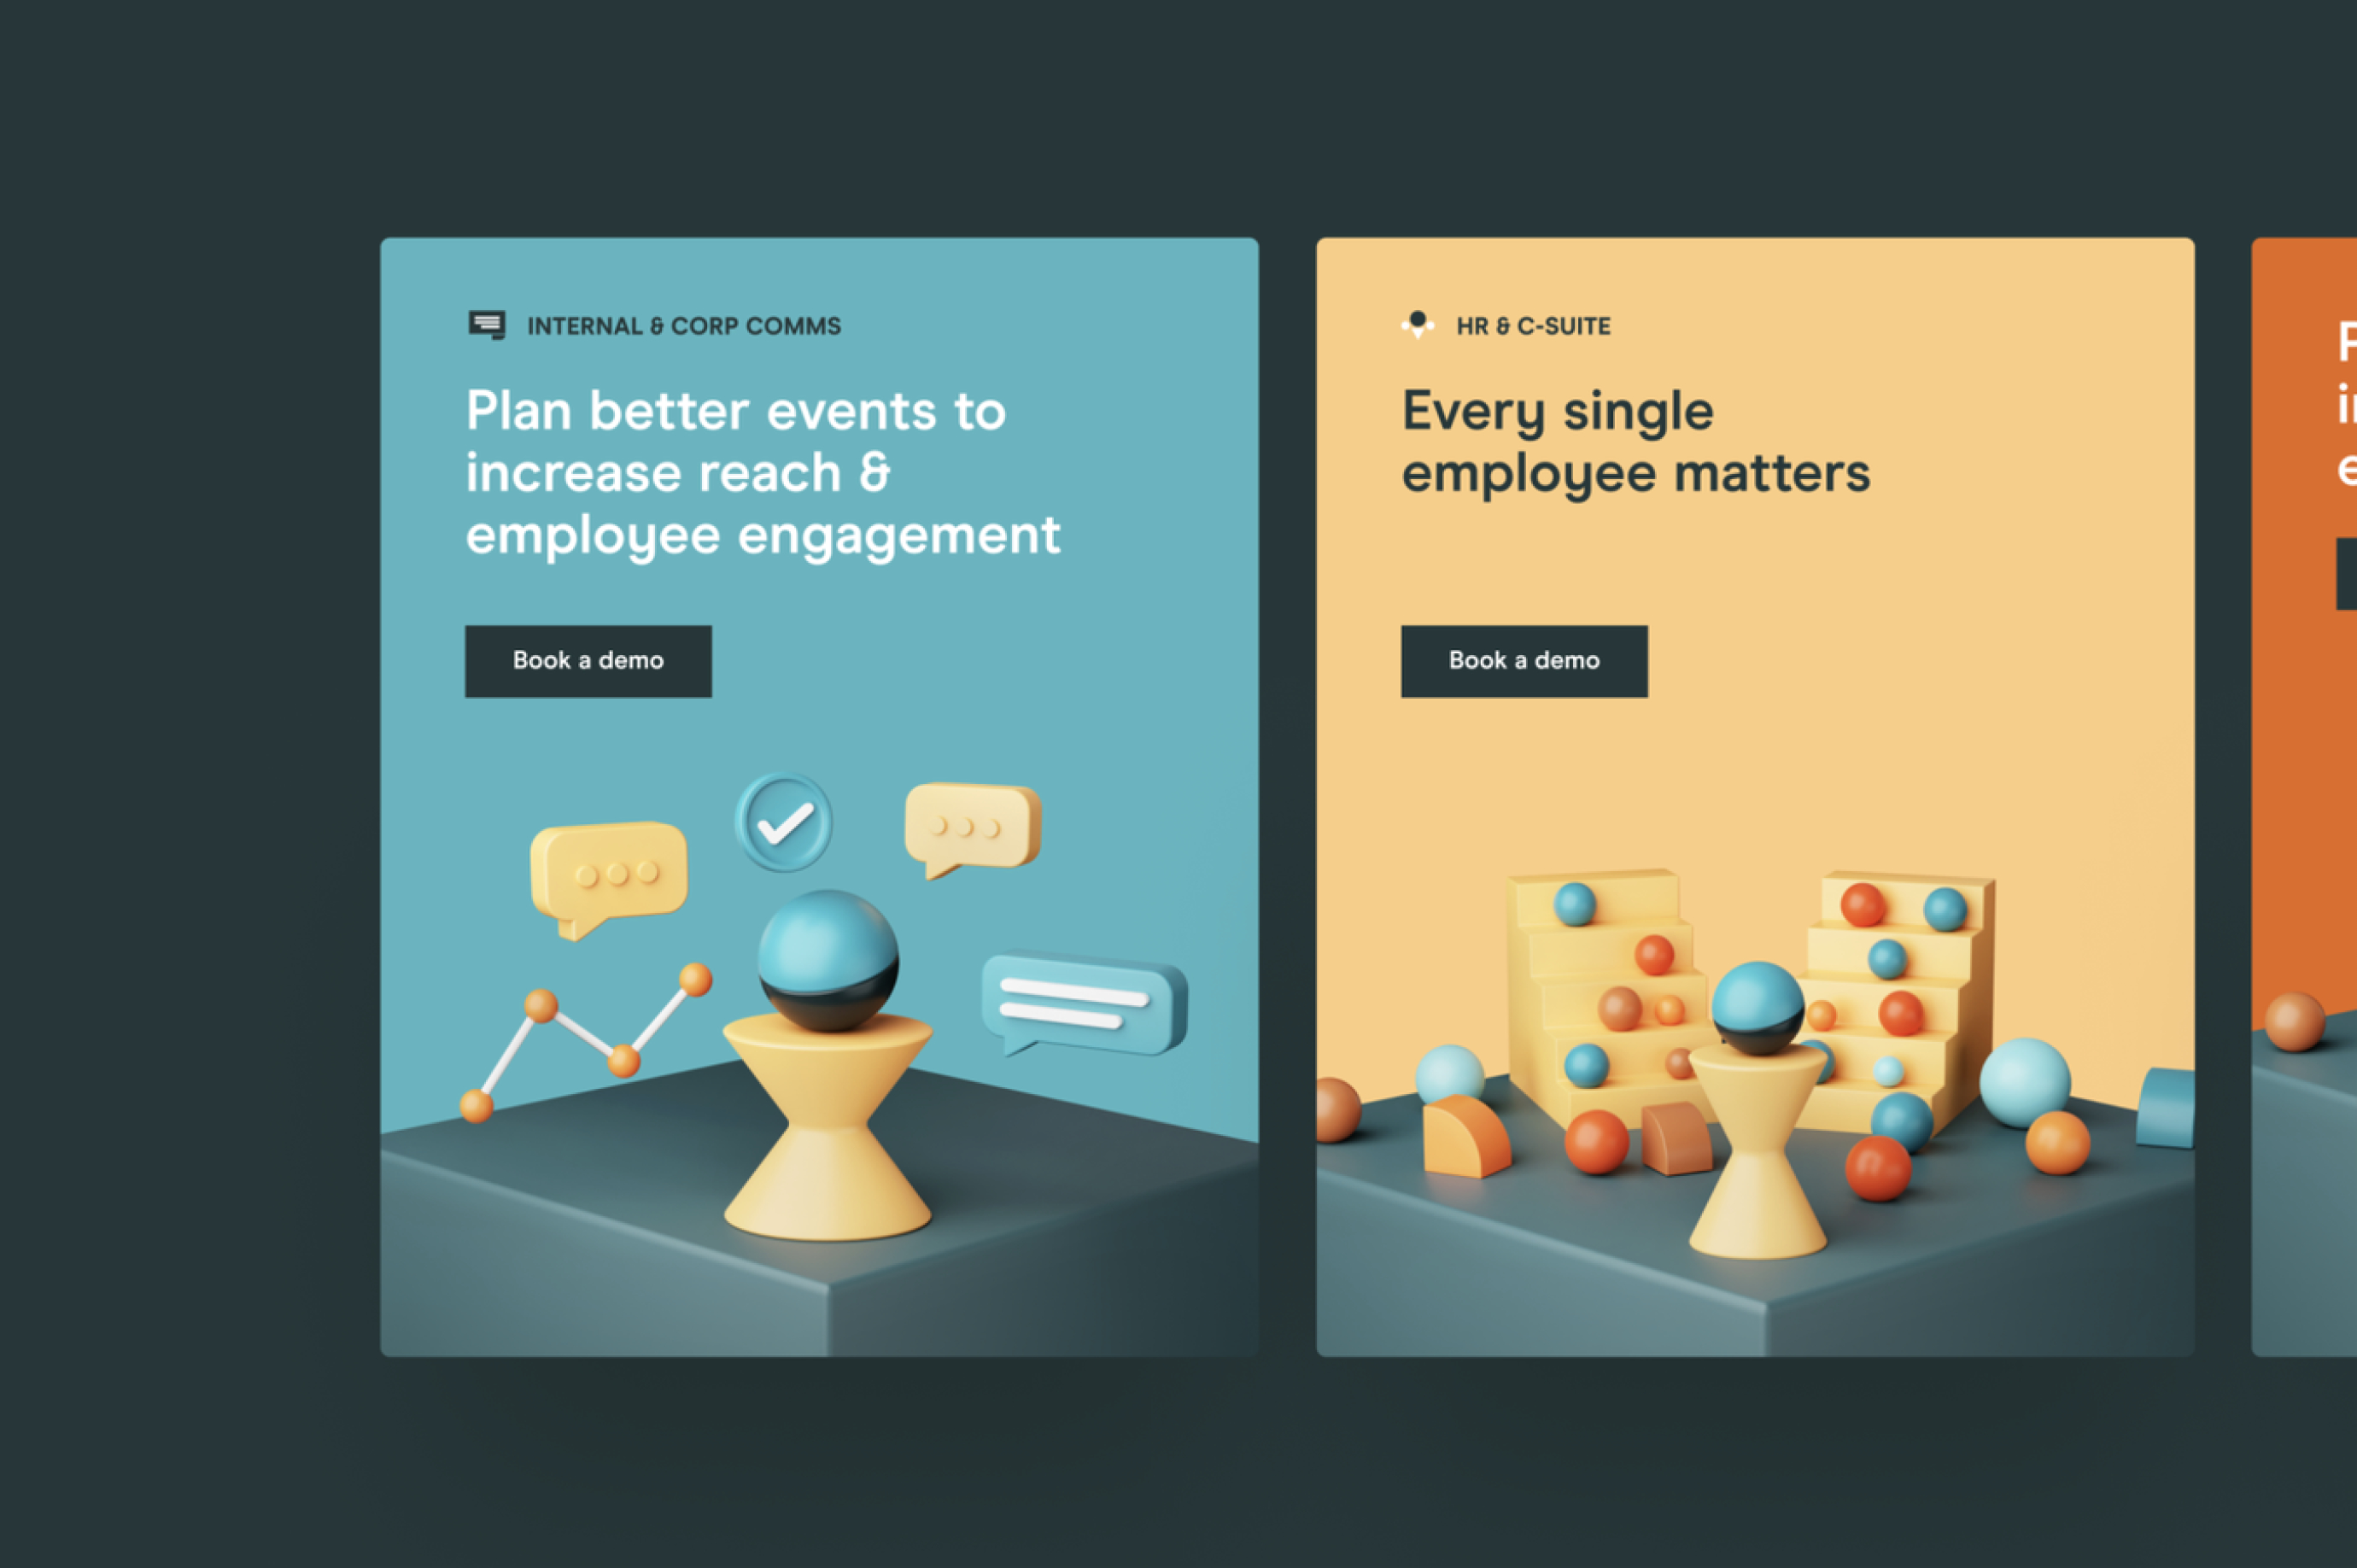 INTERNAL & CORP COMMS
Plan better events to
increase reach &
employee engagement
Book a demo
HR & C-SUITE
Every single
employee matters
Book a demo